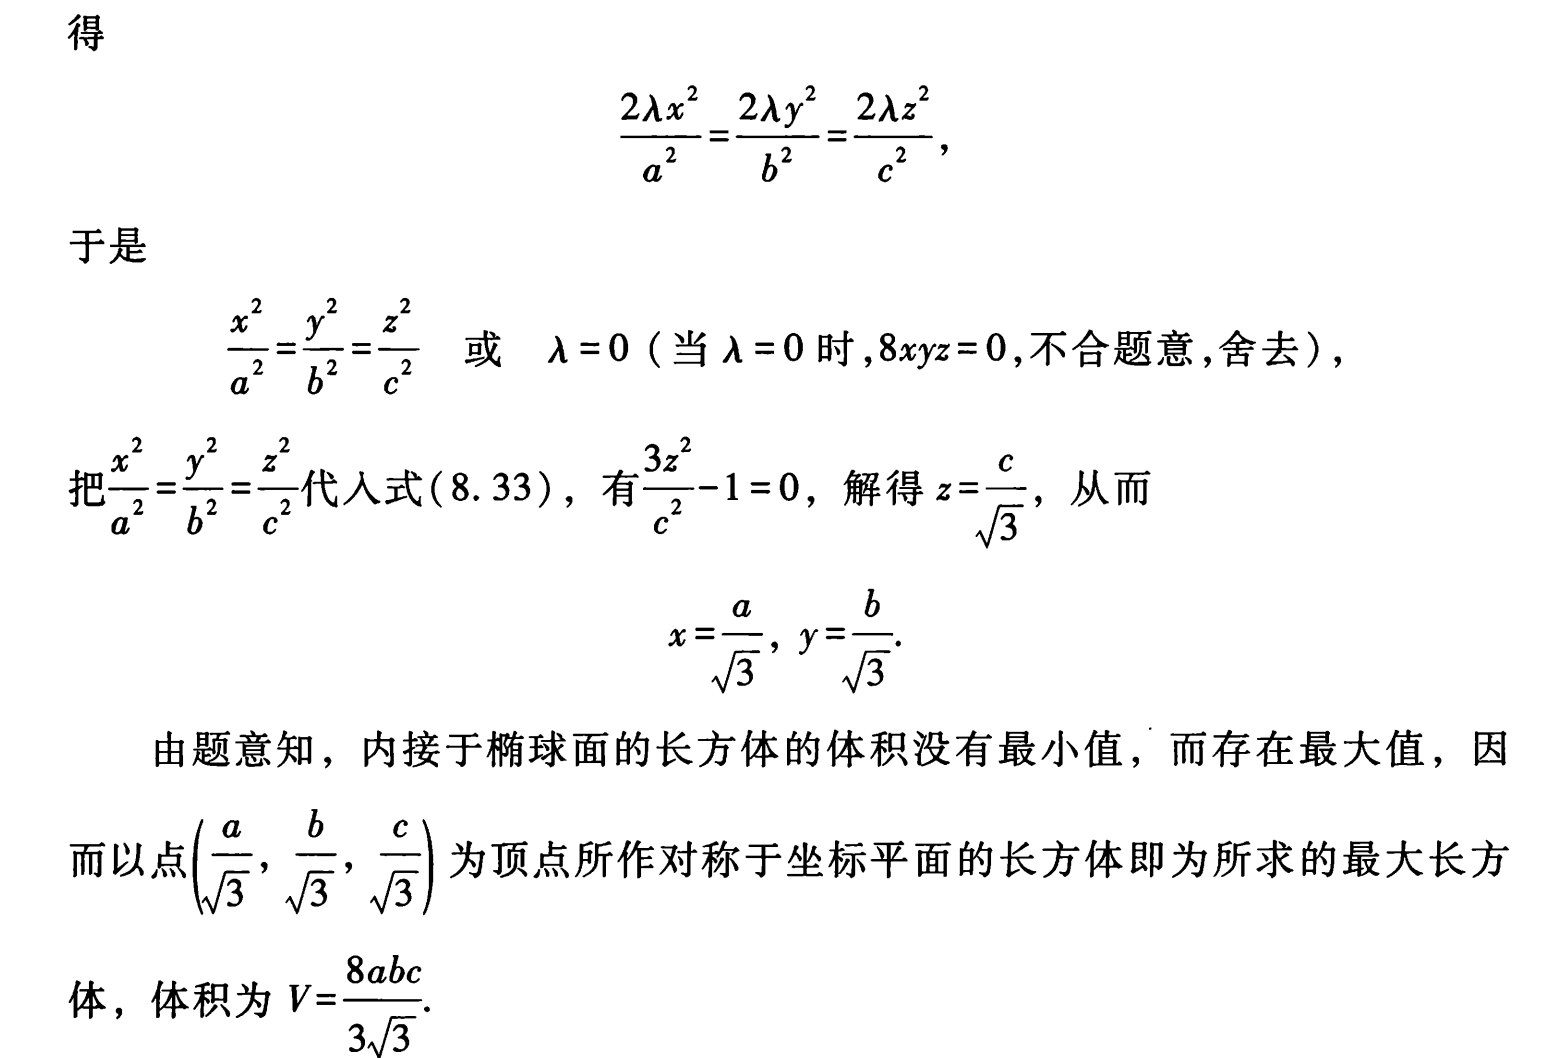 得
$\frac{2\lambda x^2}{a^2}=\frac{2\lambda y^2}{b^2}=\frac{2\lambda z^2}{c^2}$,
于是
$\frac{x^2}{a^2}=\frac{y^2}{b^2}=\frac{z^2}{c^2}$ 或 $\lambda=0$ (当 $\lambda=0$ 时,$8xyz=0$,不合题意,舍去),
把$\frac{x^2}{a^2}=\frac{y^2}{b^2}=\frac{z^2}{c^2}$代入式(8.33), 有$\frac{3z^2}{c^2}-1=0$, 解得 $z=\frac{c}{\sqrt{3}}$, 从而
$x=\frac{a}{\sqrt{3}}$, $y=\frac{b}{\sqrt{3}}$.
由题意知, 内接于椭球面的长方体的体积没有最小值, 而存在最大值, 因
而以点$\left(\frac{a}{\sqrt{3}}, \frac{b}{\sqrt{3}}, \frac{c}{\sqrt{3}}\right)$为顶点所作对称于坐标平面的长方体即为所求的最大长方
体, 体积为 $V=\frac{8abc}{3\sqrt{3}}$.